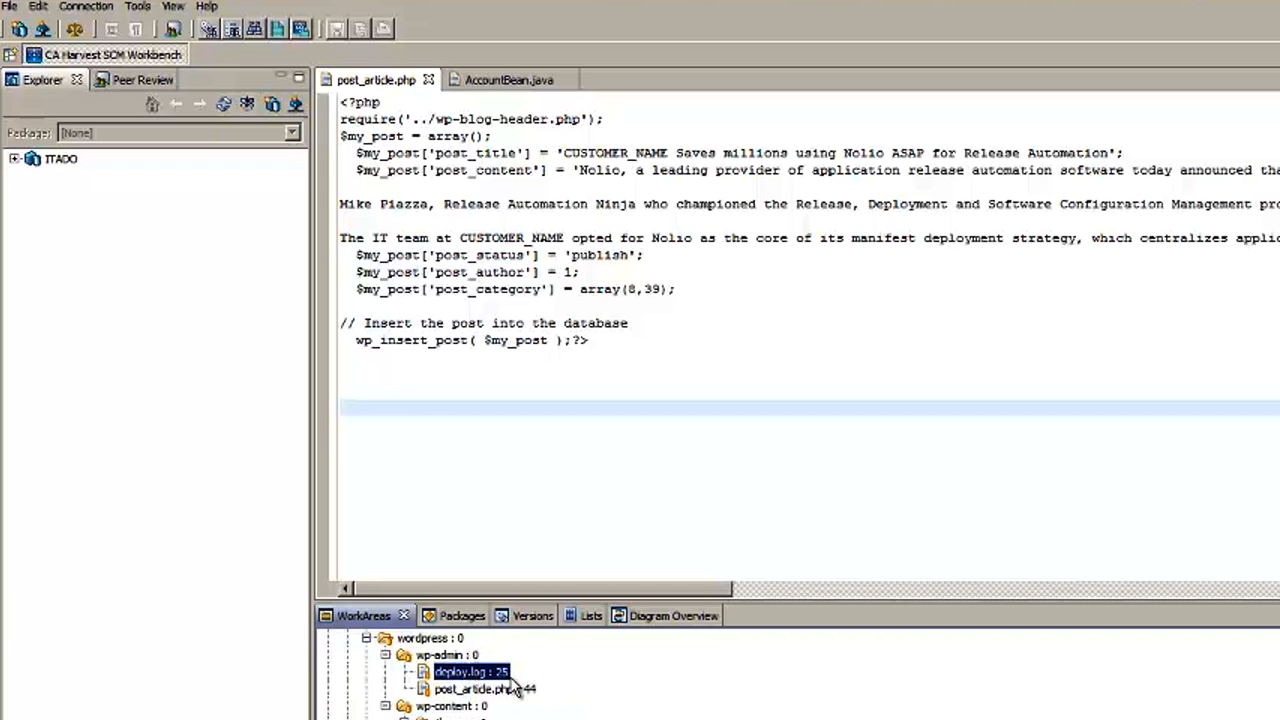 File Edit Connection Tools View Help
CA Harvest SCM Workbench
Explorer Peer Review
Package: [None]
ITADO
post_article.php AccountBean.java
<?php
require('../wp-blog-header.php');
$my_post = array();
$my_post['post_title'] = 'CUSTOMER_NAME Saves millions using Nolio ASAP for Release Automation';
$my_post['post_content'] = 'Nolio, a leading provider of application release automation software today announced tha
Mike Piazza, Release Automation Ninja who championed the Release, Deployment and Software Configuration Management pro
The IT team at CUSTOMER_NAME opted for Nolio as the core of its manifest deployment strategy, which centralizes applic
$my_post['post_status'] = 'publish';
$my_post['post_author'] = 1;
$my_post['post_category'] = array(8,39);
// Insert the post into the database
wp_insert_post( $my_post );?>
WorkAreas Packages Versions Lists Diagram Overview
wordpress : 0
wp-admin : 0
deploy.log : 25
post_article.php : 44
wp-content : 0